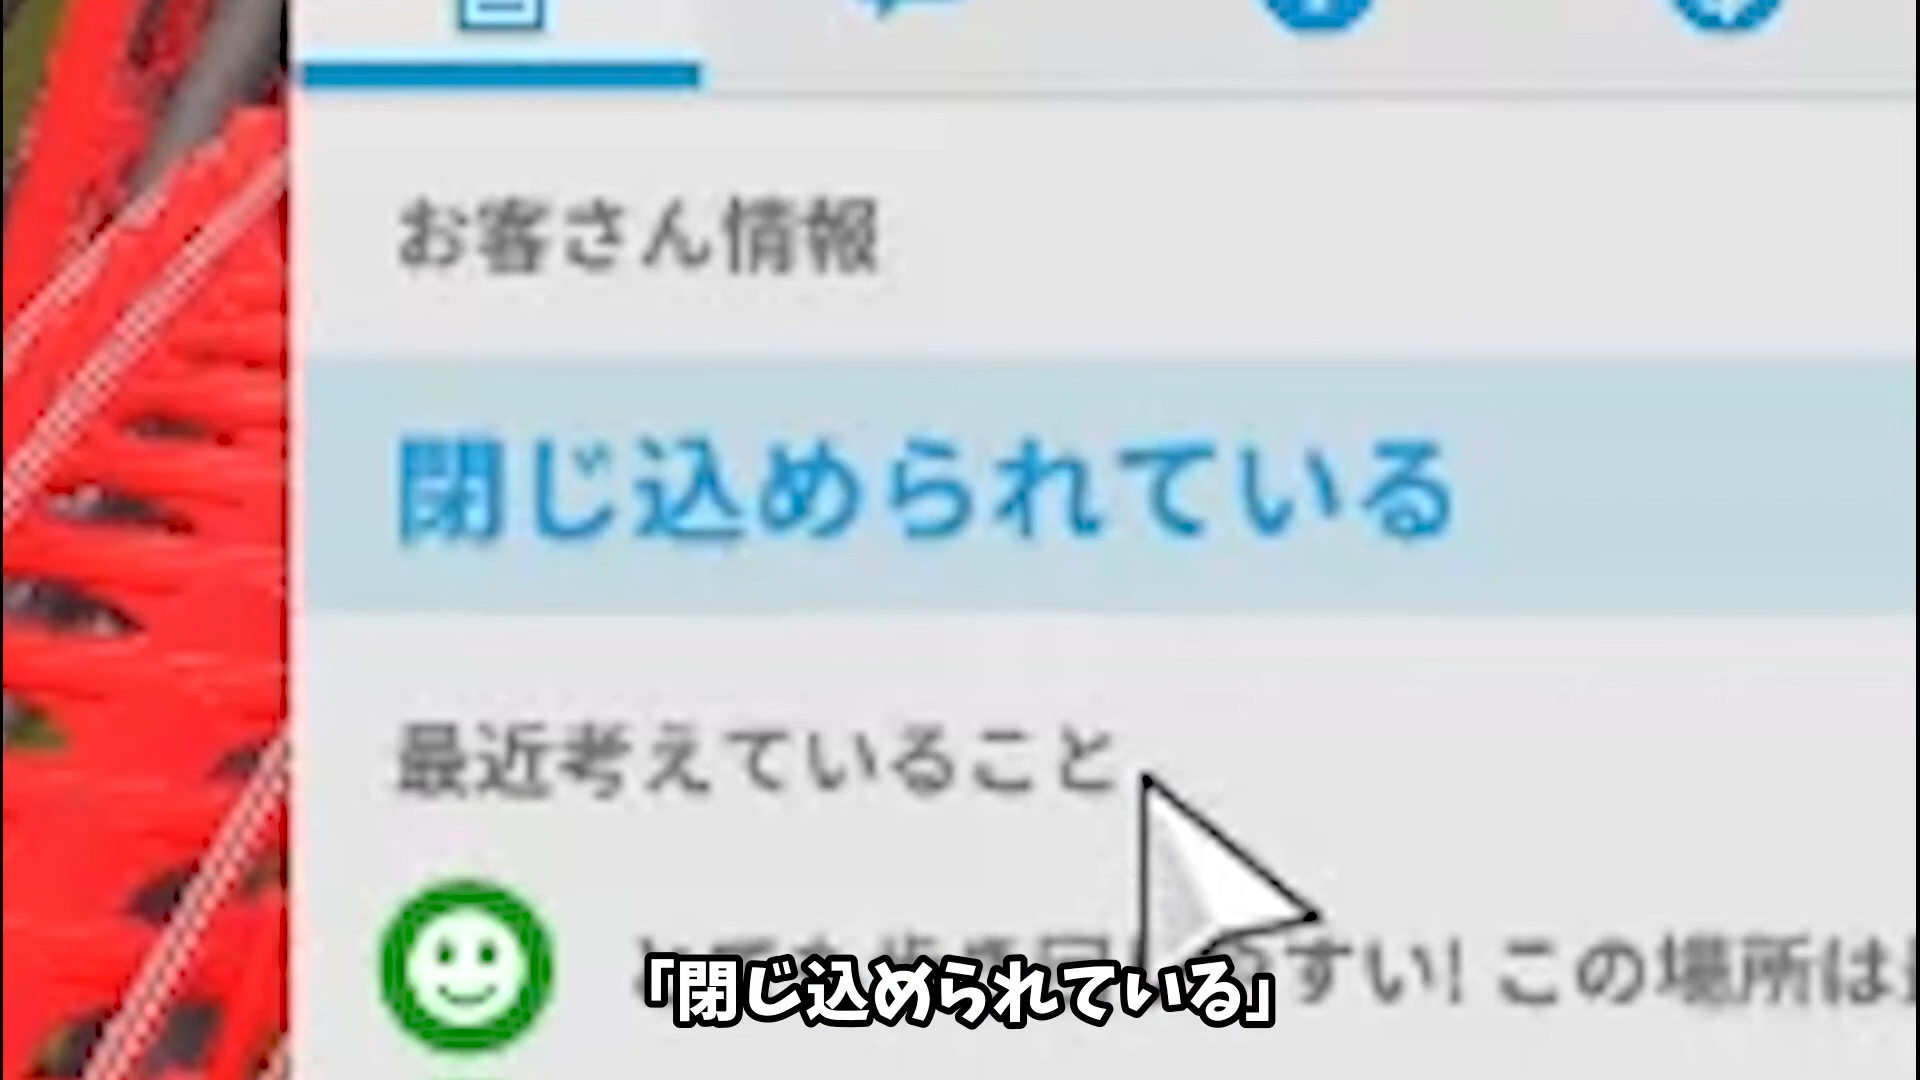 お客さん情報
閉じ込められている
最近考えていること
すい! この場所は
「閉じ込められている」